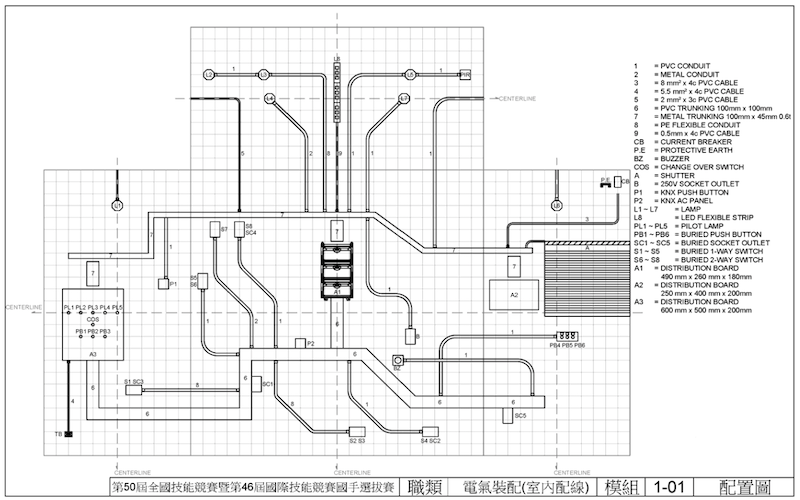 1 = PVC CONDUIT
2 = METAL CONDUIT
3 = 8 mm² x 4c PVC CABLE
4 = 5.5 mm² x 4c PVC CABLE
5 = 2 mm² x 3c PVC CABLE
6 = PVC TRUNKING 100mm x 100mm
7 = METAL TRUNKING 100mm x 45mm 0.6t
8 = PE FLEXIBLE CONDUIT
9 = 0.5mm x 4c PVC CABLE
CB = CURRENT BREAKER
P.E = PROTECTIVE EARTH
BZ = BUZZER
COS = CHANGE OVER SWITCH
A = SHUTTER
B = 250V SOCKET OUTLET
P1 = KNX PUSH BUTTON
P2 = KNX AC PANEL
L1 ~ L7 = LAMP
L8 = LED FLEXIBLE STRIP
PL1 ~ PL5 = PILOT LAMP
PB1 ~ PB6 = BURIED PUSH BUTTON
SC1 ~ SC5 = BURIED SOCKET OUTLET
S1 ~ S5 = BURIED 1-WAY SWITCH
S6 ~ S8 = BURIED 2-WAY SWITCH
A1 = DISTRIBUTION BOARD
490 mm x 260 mm x 180mm
A2 = DISTRIBUTION BOARD
250 mm x 400 mm x 200mm
A3 = DISTRIBUTION BOARD
600 mm x 500 mm x 200mm
L8
L2 1 L3 L5 1 PIR
L4 L7
CENTERLINE
5 2 8 9 2 1
P.E CB
L1 L6
7 7 3
1 P1
S7 S8
SC4
7
7
A
7 7
S5
S6
A1
A2
CENTERLINE CENTERLINE
PL1 PL2 PL3 PL4 PL5
COS
PB1 PB2 PB3
A3
1 2 1 6 1
B
1
PB4 PB5 PB6
P2
6 6
BZ 1
S1 SC3 8
SC1
6
4 6
6
1
6
SC5
TB
8
S2 S3
S4 SC2
CENTERLINE CENTERLINE CENTERLINE
第50屆全國技能競賽暨第46屆國際技能競賽國手選拔賽 職類 電氣裝配(室內配線) 模組 1-01 配置圖